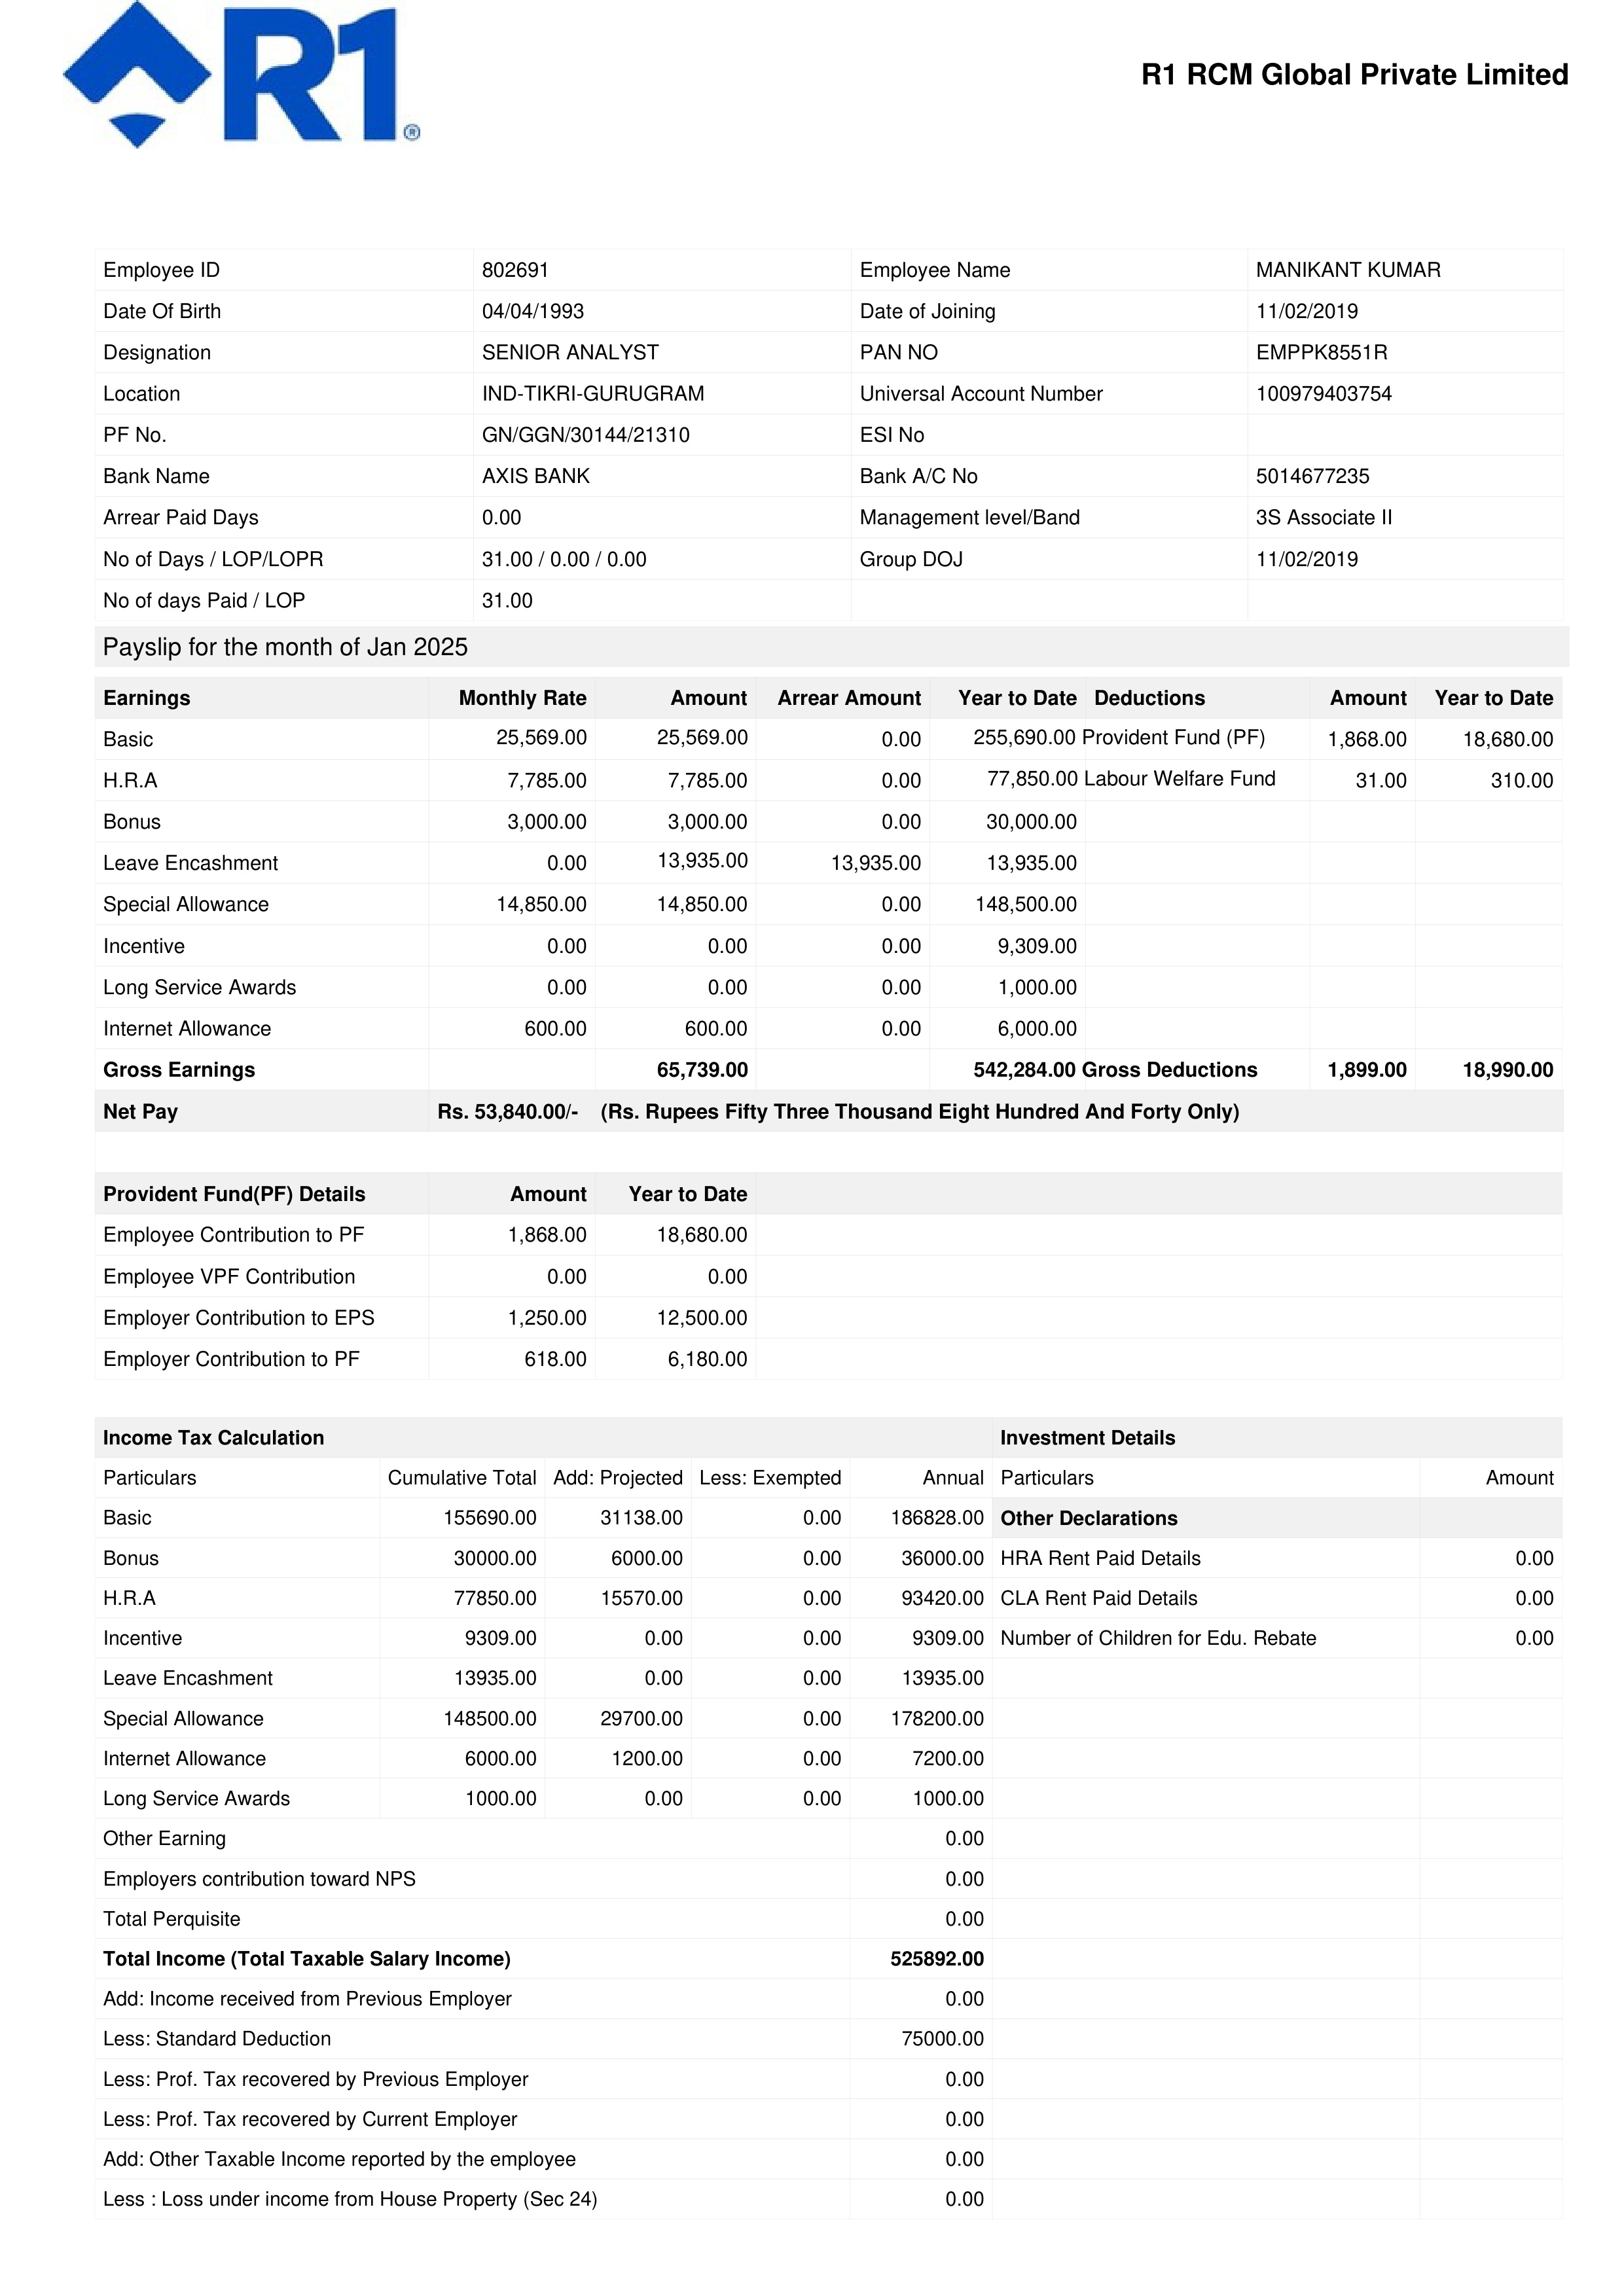 R1®
R1 RCM Global Private Limited
Employee ID 802691 Employee Name MANIKANT KUMAR
Date Of Birth 04/04/1993 Date of Joining 11/02/2019
Designation SENIOR ANALYST PAN NO EMPPK8551R
Location IND-TIKRI-GURUGRAM Universal Account Number 100979403754
PF No. GN/GGN/30144/21310 ESI No
Bank Name AXIS BANK Bank A/C No 5014677235
Arrear Paid Days 0.00 Management level/Band 3S Associate II
No of Days / LOP/LOPR 31.00 / 0.00 / 0.00 Group DOJ 11/02/2019
No of days Paid / LOP 31.00
Payslip for the month of Jan 2025
Earnings Monthly Rate Amount Arrear Amount Year to Date Deductions Amount Year to Date
Basic 25,569.00 25,569.00 0.00 255,690.00 Provident Fund (PF) 1,868.00 18,680.00
H.R.A 7,785.00 7,785.00 0.00 77,850.00 Labour Welfare Fund 31.00 310.00
Bonus 3,000.00 3,000.00 0.00 30,000.00
Leave Encashment 0.00 13,935.00 13,935.00 13,935.00
Special Allowance 14,850.00 14,850.00 0.00 148,500.00
Incentive 0.00 0.00 0.00 9,309.00
Long Service Awards 0.00 0.00 0.00 1,000.00
Internet Allowance 600.00 600.00 0.00 6,000.00
Gross Earnings 65,739.00 542,284.00 Gross Deductions 1,899.00 18,990.00
Net Pay Rs. 53,840.00/- (Rs. Rupees Fifty Three Thousand Eight Hundred And Forty Only)
Provident Fund(PF) Details Amount Year to Date
Employee Contribution to PF 1,868.00 18,680.00
Employee VPF Contribution 0.00 0.00
Employer Contribution to EPS 1,250.00 12,500.00
Employer Contribution to PF 618.00 6,180.00
Income Tax Calculation Investment Details
Particulars Cumulative Total Add: Projected Less: Exempted Annual Particulars Amount
Basic 155690.00 31138.00 0.00 186828.00 Other Declarations
Bonus 30000.00 6000.00 0.00 36000.00 HRA Rent Paid Details 0.00
H.R.A 77850.00 15570.00 0.00 93420.00 CLA Rent Paid Details 0.00
Incentive 9309.00 0.00 0.00 9309.00 Number of Children for Edu. Rebate 0.00
Leave Encashment 13935.00 0.00 0.00 13935.00
Special Allowance 148500.00 29700.00 0.00 178200.00
Internet Allowance 6000.00 1200.00 0.00 7200.00
Long Service Awards 1000.00 0.00 0.00 1000.00
Other Earning 0.00
Employers contribution toward NPS 0.00
Total Perquisite 0.00
Total Income (Total Taxable Salary Income) 525892.00
Add: Income received from Previous Employer 0.00
Less: Standard Deduction 75000.00
Less: Prof. Tax recovered by Previous Employer 0.00
Less: Prof. Tax recovered by Current Employer 0.00
Add: Other Taxable Income reported by the employee 0.00
Less : Loss under income from House Property (Sec 24) 0.00